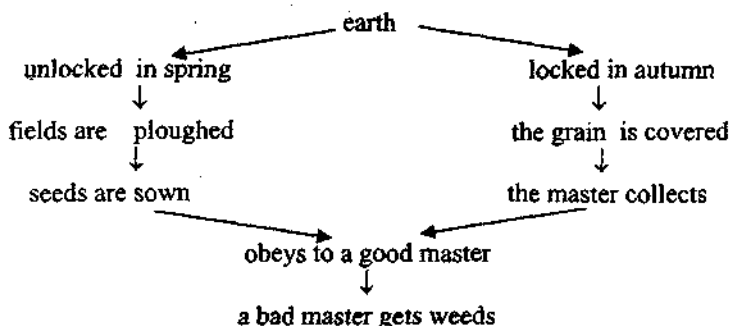 earth
unlocked in spring locked in autumn
fields are ploughed the grain is covered
seeds are sown the master collects
obeys to a good master
a bad master gets weeds